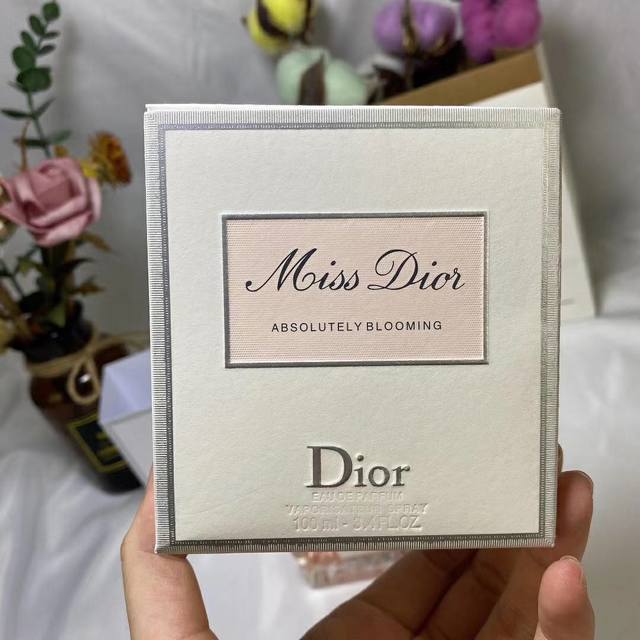 Miss Dior
ABSOLUTELY BLOOMING
Dior
EAU DE PARFUM
VAPORISATEUR SPRAY
100 ml - 3.4 FL.OZ